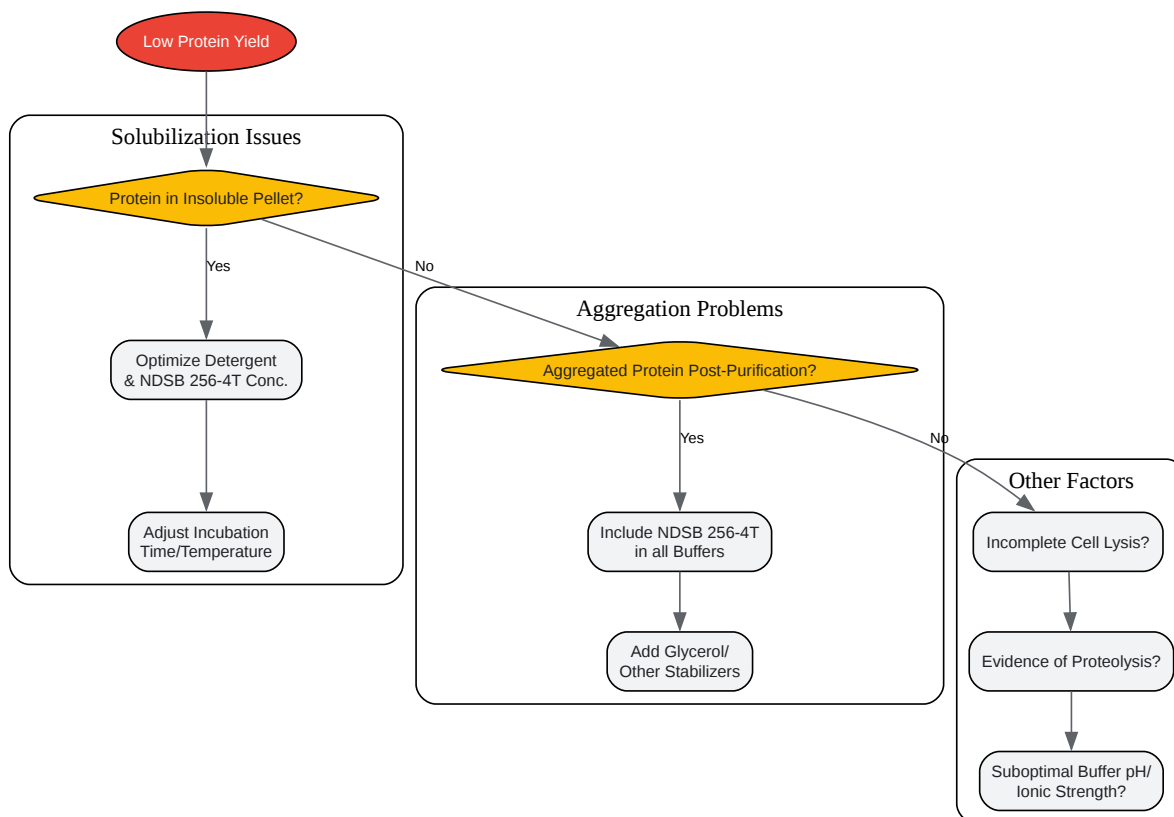 Low Protein Yield
Solubilization Issues
Protein in Insoluble Pellet?
Yes
No
Optimize Detergent
& NDSB 256-4T Conc.
Adjust Incubation
Time/Temperature
Aggregation Problems
Aggregated Protein Post-Purification?
Yes
No
Include NDSB 256-4T
in all Buffers
Add Glycerol/
Other Stabilizers
Other Factors
Incomplete Cell Lysis?
Evidence of Proteolysis?
Suboptimal Buffer pH/
Ionic Strength?